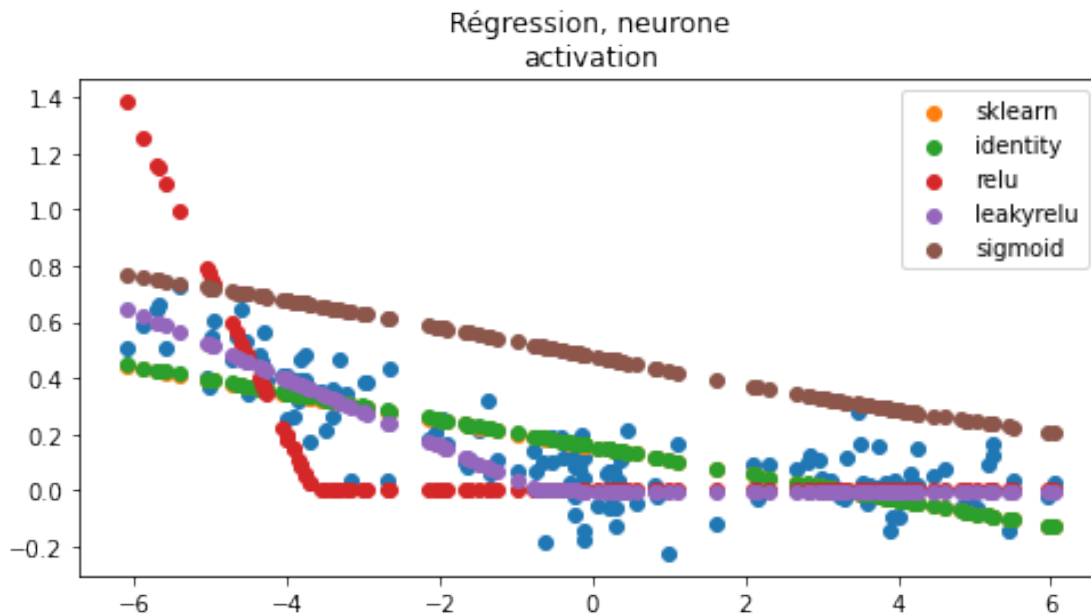 Régression, neurone
activation
1.4
1.2
1.0
0.8
0.6
0.4
0.2
0.0
−0.2
−6
−4
−2
0
2
4
6
sklearn
identity
relu
leakyrelu
sigmoid